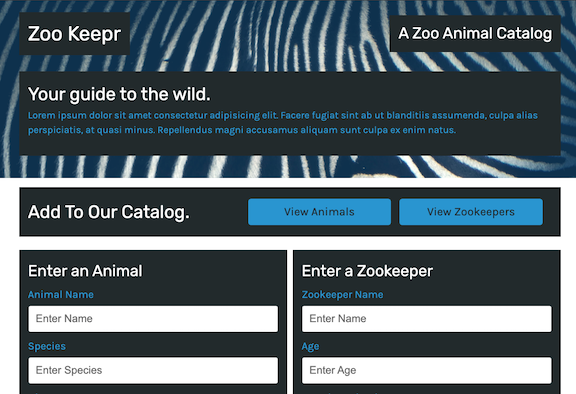 Zoo Keepr
A Zoo Animal Catalog
Your guide to the wild.
Lorem ipsum dolor sit amet consectetur adipisicing elit. Facere fugiat sint ab ut blanditiis assumenda, culpa alias
perspiciatis, at quasi minus. Repellendus magni accusamus aliquam sunt culpa ex enim natus.
Add To Our Catalog.
View Animals
View Zookeepers
Enter an Animal
Animal Name
Enter Name
Species
Enter Species
Enter a Zookeeper
Zookeeper Name
Enter Name
Age
Enter Age